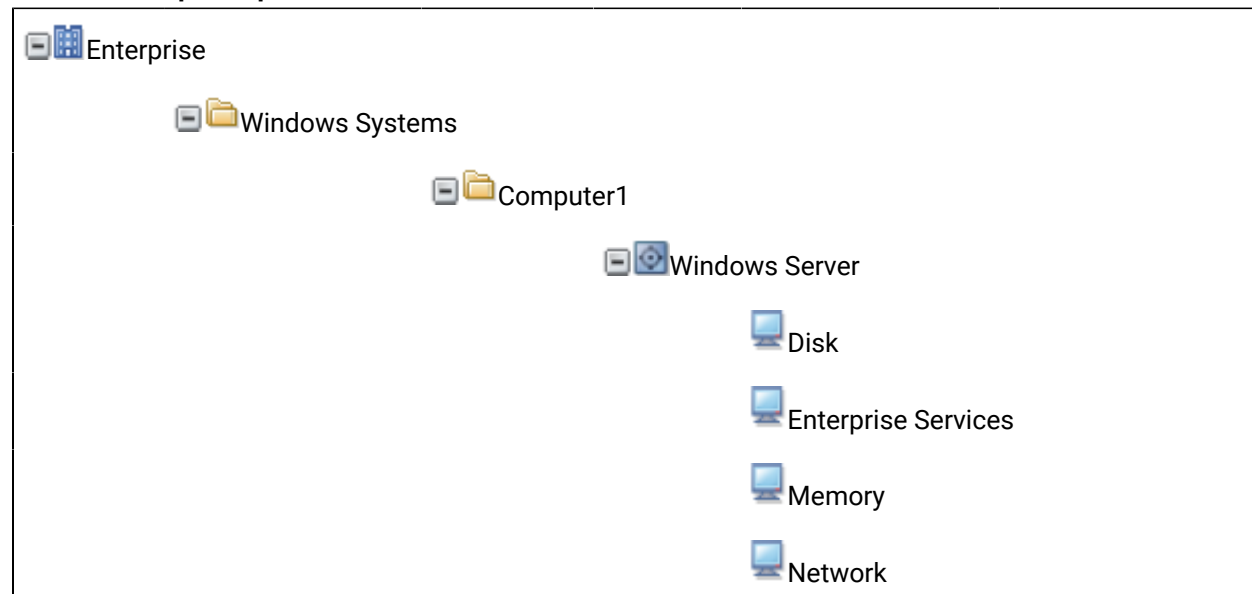 Enterprise
Windows Systems
Computer1
Windows Server
Disk
Enterprise Services
Memory
Network